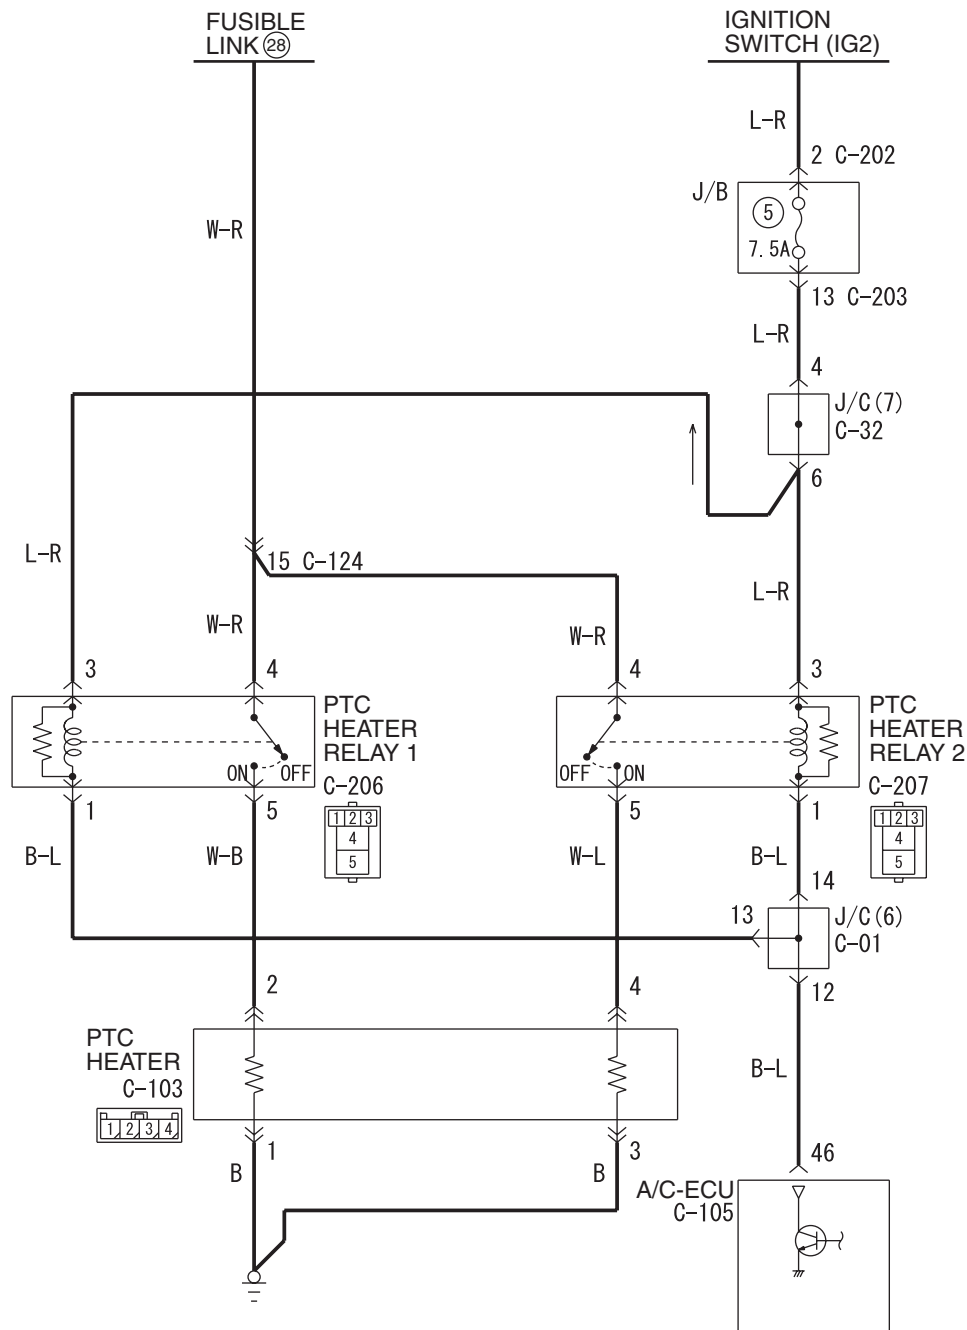 FUSIBLE
LINK 28
IGNITION
SWITCH (IG2)
L-R
2 C-202
J/B
5
7.5A
W-R
13 C-203
L-R
4
J/C(7)
C-32
6
L-R
15 C-124
L-R
W-R
W-R
3
4
4
3
PTC
HEATER
RELAY 1
PTC
HEATER
RELAY 2
ON OFF
OFF ON
C-206
C-207
1
5
5
1
1 2 3
4
5
1 2 3
4
5
B-L
W-B
W-L
B-L
14
13
J/C(6)
C-01
12
2
4
PTC
HEATER
C-103
B-L
1 2 3 4
1
3
46
B
B
A/C-ECU
C-105